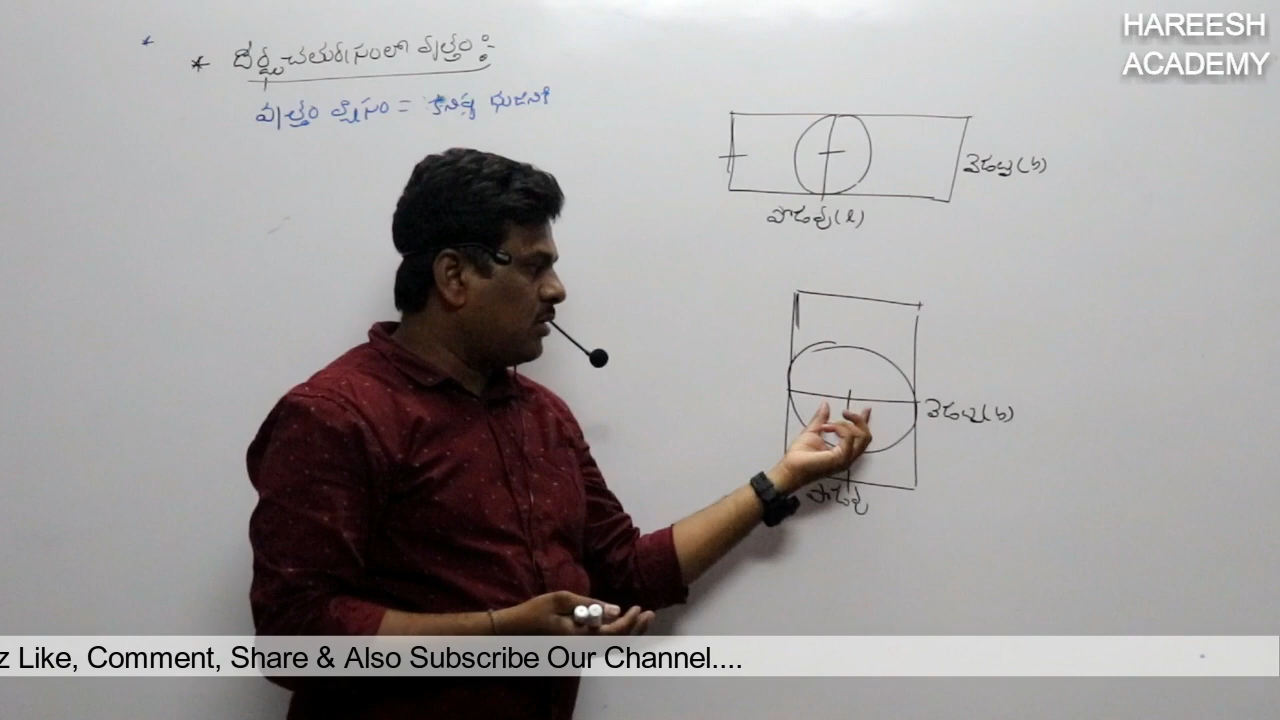 HAREESH
ACADEMY
* దీర్ఘచతురస్రంలో వృత్తం :-
వృత్తం వ్యాసం = కనిష్ఠ భుజానికి
వెడల్పు (b)
పొడవు (l)
వెడల్పు (b)
పొడవు
z Like, Comment, Share & Also Subscribe Our Channel....